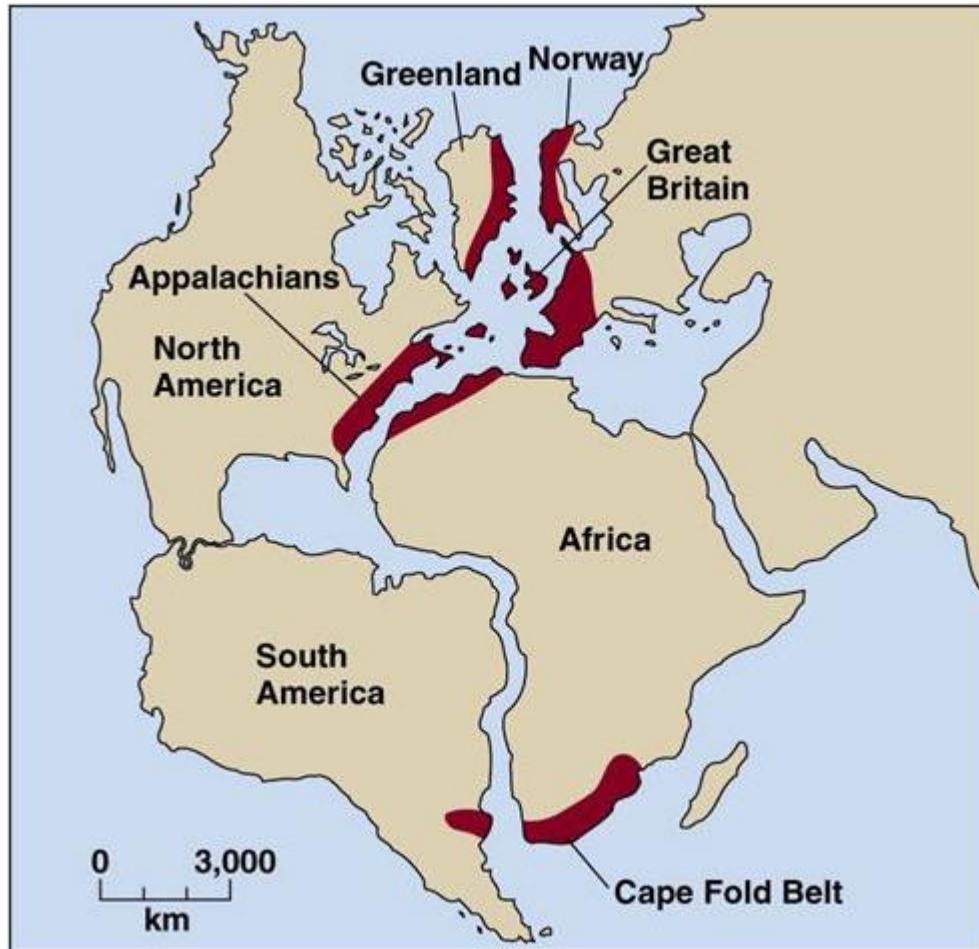 Greenland
Norway
Great
Britain
Appalachians
North
America
Africa
South
America
0 3,000
km
Cape Fold Belt